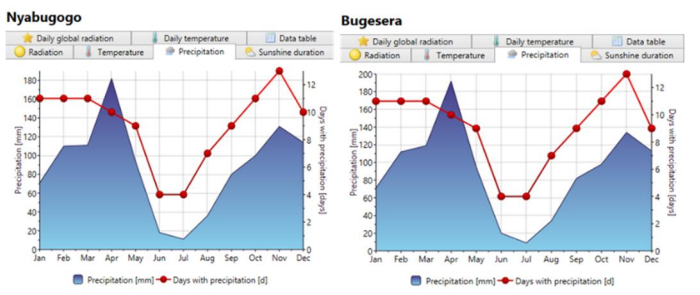 Nyabugogo
Daily global radiation Daily temperature Data table
Radiation Temperature Precipitation Sunshine duration
Precipitation [mm]
180
160
140
120
100
80
60
40
20
0
Days with precipitation [days]
12
10
8
6
4
2
0
Jan Feb Mar Apr May Jun Jul Aug Sep Oct Nov Dec
Precipitation [mm] Days with precipitation [d]
Bugesera
Daily global radiation Daily temperature Data table
Radiation Temperature Precipitation Sunshine duration
Precipitation [mm]
200
180
160
140
120
100
80
60
40
20
0
Days with precipitation [days]
12
10
8
6
4
2
0
Jan Feb Mar Apr May Jun Jul Aug Sep Oct Nov Dec
Precipitation [mm] Days with precipitation [d]